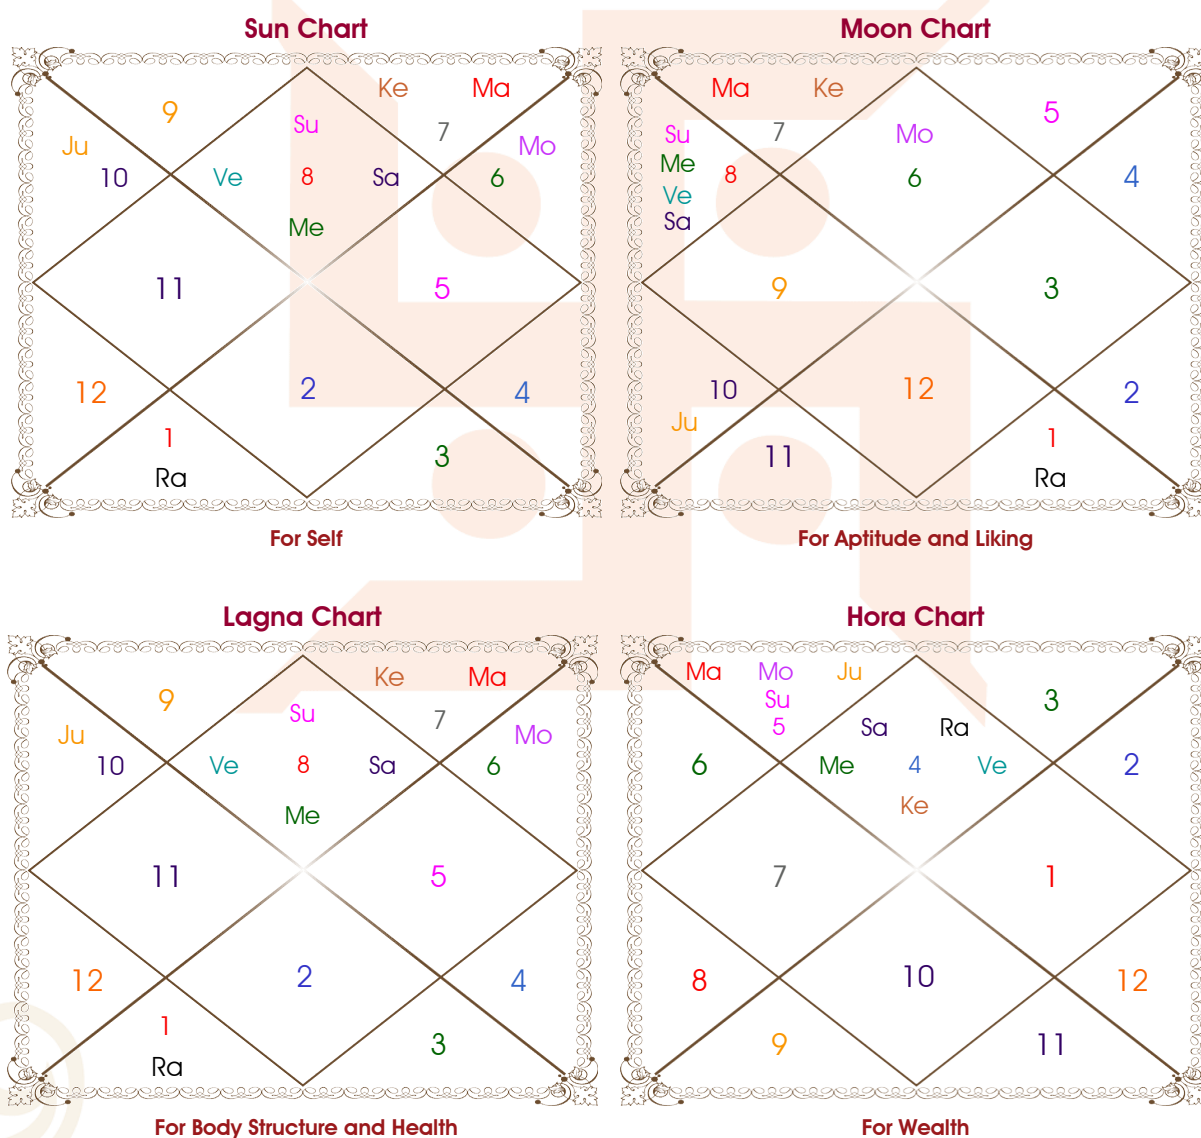 Sun Chart
Moon Chart
Ke Ma
9 Su 7
Ju Mo
10 Ve 8 Sa 6
Me
11 5
12 2 4
1 3
Ra
For Self
Ma Ke
5
Su 7 Mo
Me 8 6 4
Ve
Sa
9 3
10 12 2
Ju 1
11 Ra
For Aptitude and Liking
Lagna Chart
Hora Chart
Ke Ma
9 Su 7
Ju Mo
10 Ve 8 Sa 6
Me
11 5
12 2 4
1 3
Ra
For Body Structure and Health
Ma Mo Ju
Su 3
5 Sa Ra
6 Me 4 Ve 2
Ke
7 1
8 10 12
9 11
For Wealth